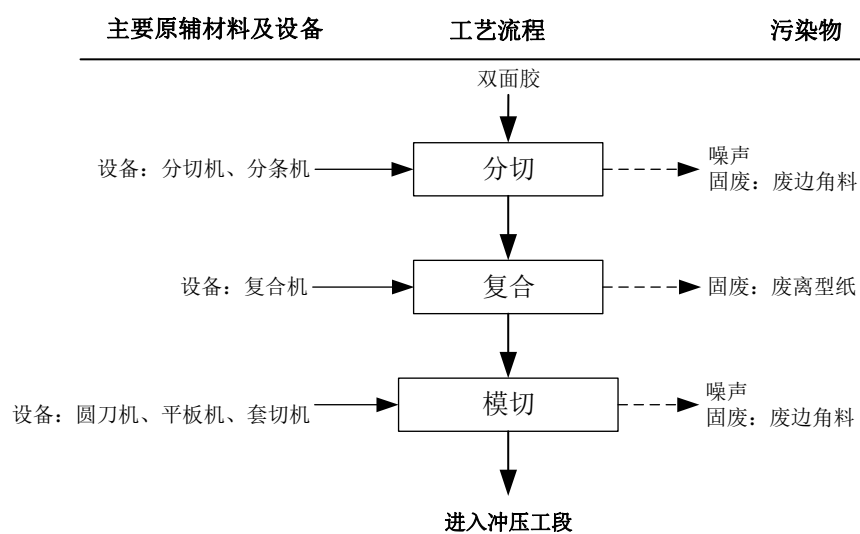 主要原辅材料及设备 工艺流程 污染物
双面胶
设备：分切机、分条机 分切 噪声
固废：废边角料
设备：复合机 复合 固废：废离型纸
设备：圆刀机、平板机、套切机 模切 噪声
固废：废边角料
进入冲压工段